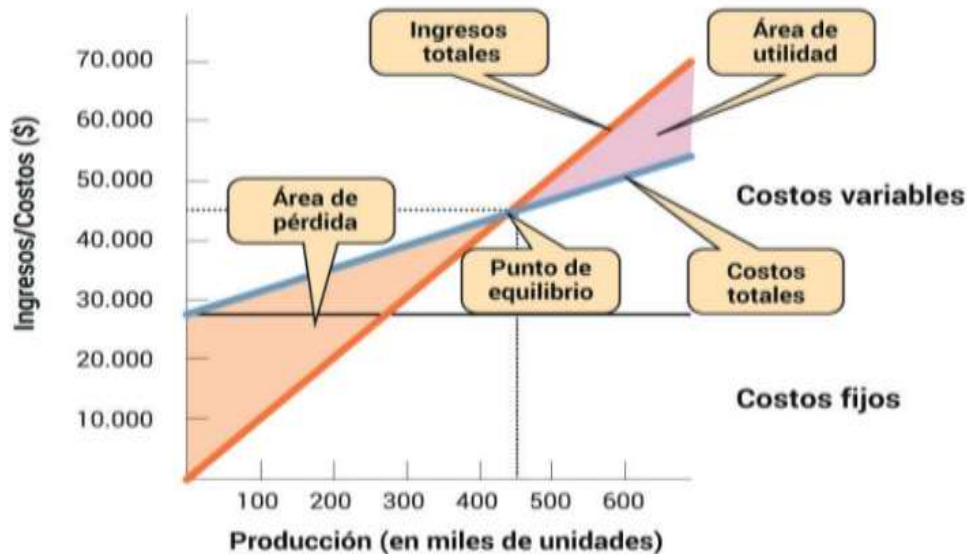 Ingresos/Costos ($)
70.000
60.000
50.000
40.000
30.000
20.000
10.000
Ingresos
totales
Área de
utilidad
Área de
pérdida
Costos variables
Punto de
equilibrio
Costos
totales
Costos fijos
100 200 300 400 500 600
Producción (en miles de unidades)